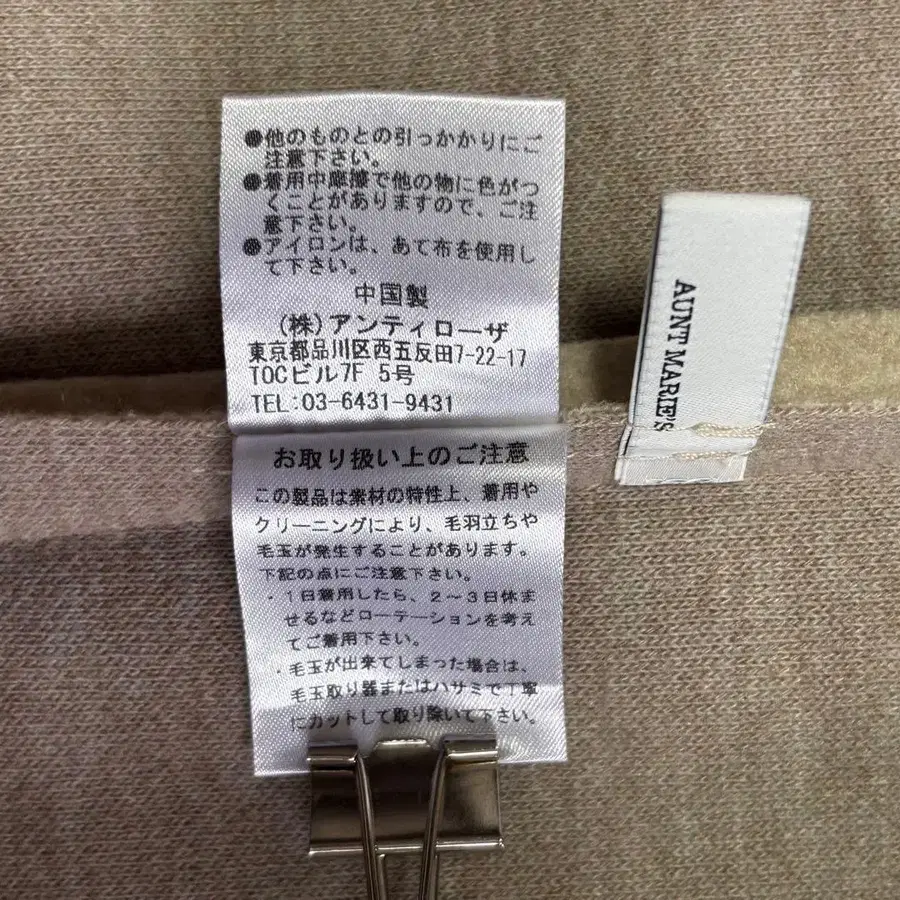 ●他のものとの引っかかりにご
注意下さい。
●着用中摩擦で他の物に色がつ
くことがありますので、ご注
意下さい。
●アイロンは、あて布を使用し
て下さい。
中国製
(株)アンティローザ
東京都品川区西五反田7-22-17
TOCビル7F 5号
TEL:03-6431-9431
お取り扱い上のご注意
この製品は素材の特性上、着用や
クリーニングにより、毛羽立ちや
毛玉が発生することがあります。
下記の点にご注意下さい。
・1日着用したら、2〜3日休ま
せるなどローテーションを考え
てご着用下さい。
・毛玉が出来てしまった場合は、
毛玉取り器またはハサミで丁寧
にカットして取り除いて下さい。
AUNT MARIE'S